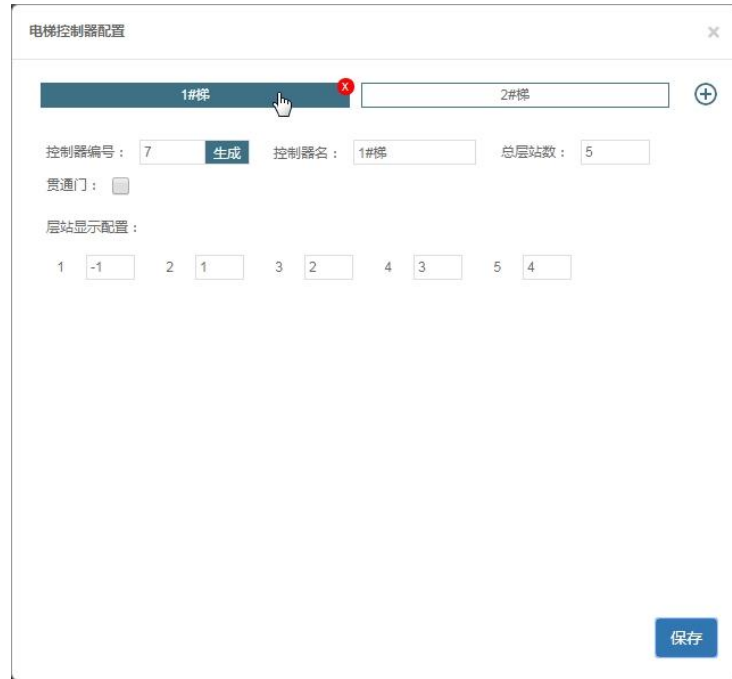 电梯控制器配置 ×
1#梯 X 2#梯
控制器编号： 7 生成 控制器名： 1#梯 总层站数： 5
贯通门：
层站显示配置：
1 -1 2 1 3 2 4 3 5 4
保存